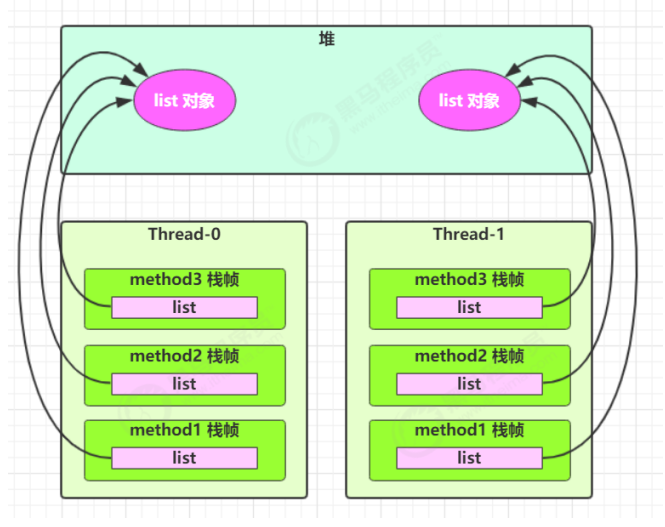 堆
list 对象
list 对象
黑马程序员
Thread-0
Thread-1
method3 栈帧
list
method2 栈帧
list
method1 栈帧
list
method3 栈帧
list
method2 栈帧
list
method1 栈帧
list